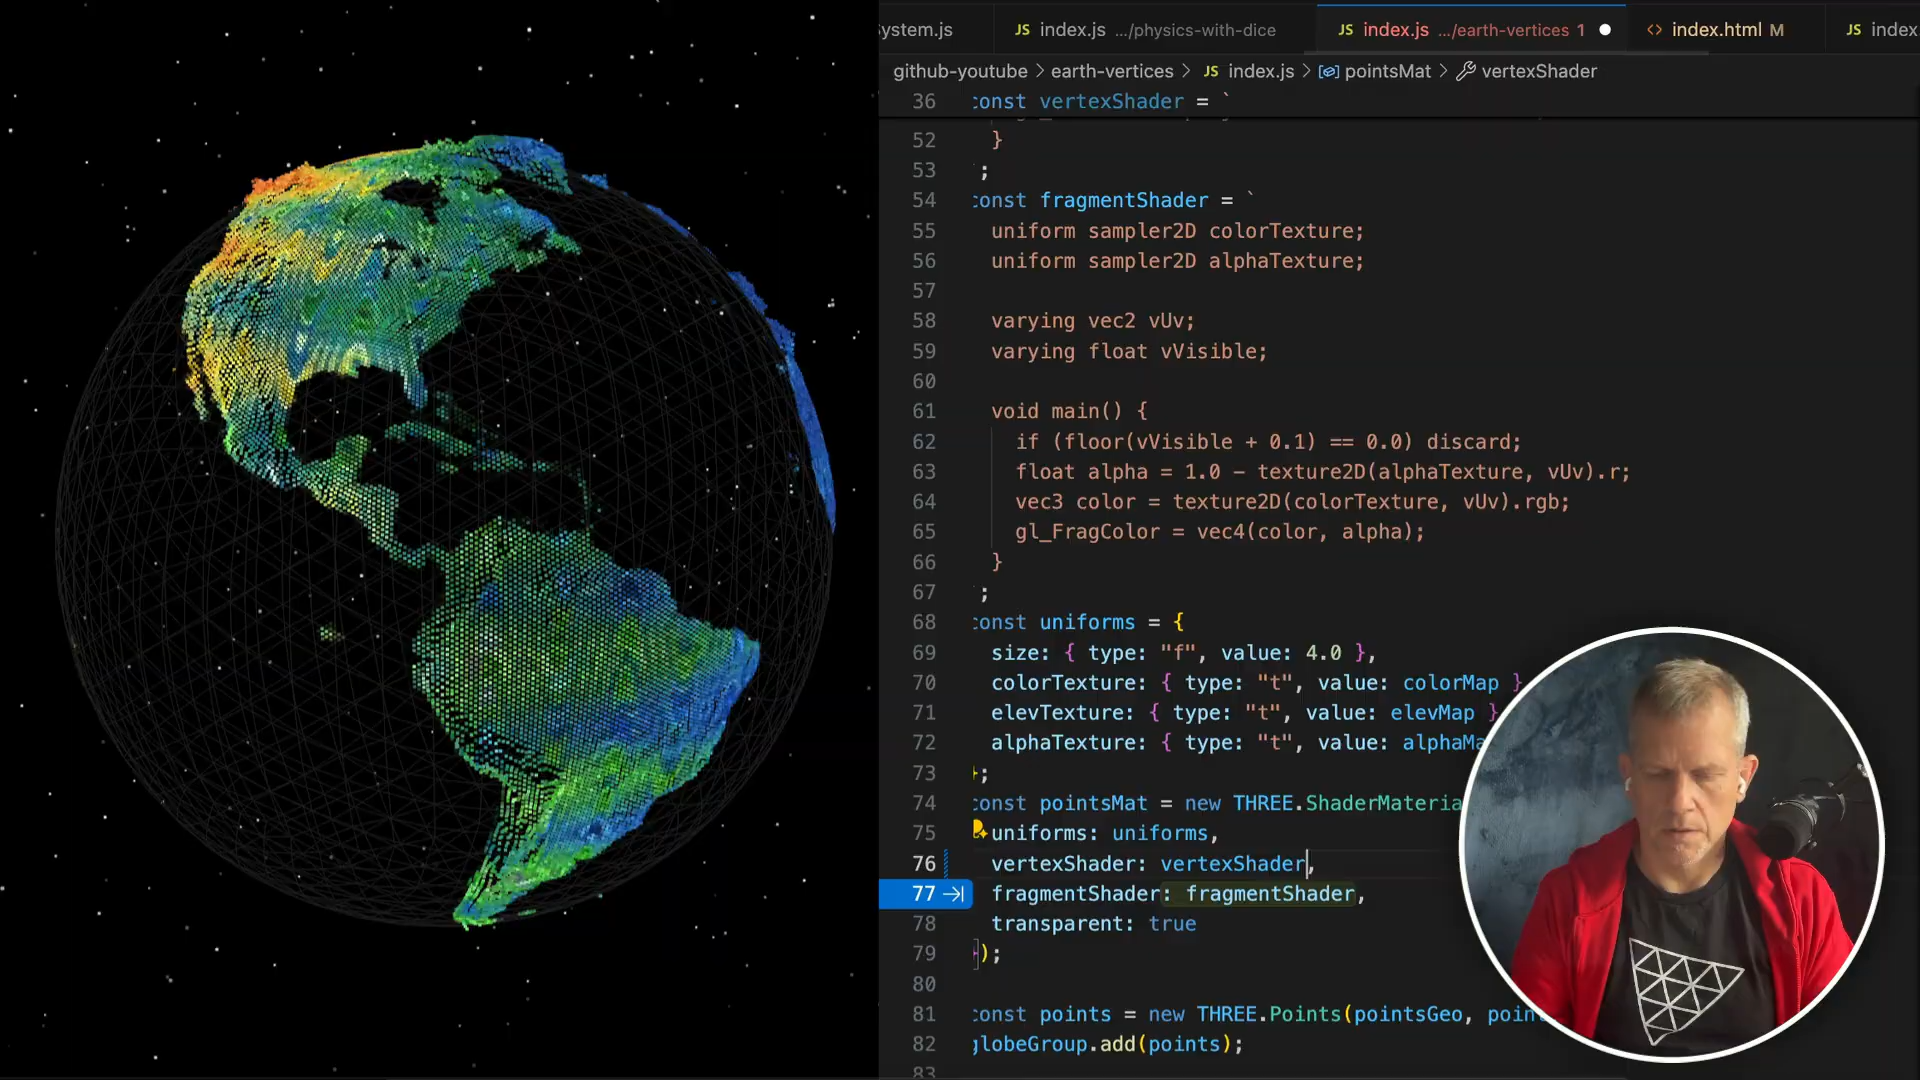 ystem.js
JS index.js .../physics-with-dice
JS index.js .../earth-vertices 1
<> index.html M
JS index
github-youtube > earth-vertices > JS index.js > pointsMat > vertexShader
36 const vertexShader = `
52 }
53 `;
54 const fragmentShader = `
55 uniform sampler2D colorTexture;
56 uniform sampler2D alphaTexture;
57
58 varying vec2 vUv;
59 varying float vVisible;
60
61 void main() {
62 if (floor(vVisible + 0.1) == 0.0) discard;
63 float alpha = 1.0 - texture2D(alphaTexture, vUv).r;
64 vec3 color = texture2D(colorTexture, vUv).rgb;
65 gl_FragColor = vec4(color, alpha);
66 }
67 `;
68 const uniforms = {
69 size: { type: "f", value: 4.0 },
70 colorTexture: { type: "t", value: colorMap }
71 elevTexture: { type: "t", value: elevMap }
72 alphaTexture: { type: "t", value: alphaMa
73 };
74 const pointsMat = new THREE.ShaderMateria
75 uniforms: uniforms,
76 vertexShader: vertexShader,
77 fragmentShader: fragmentShader,
78 transparent: true
79 });
80
81 const points = new THREE.Points(pointsGeo, poin
82 globeGroup.add(points);
83